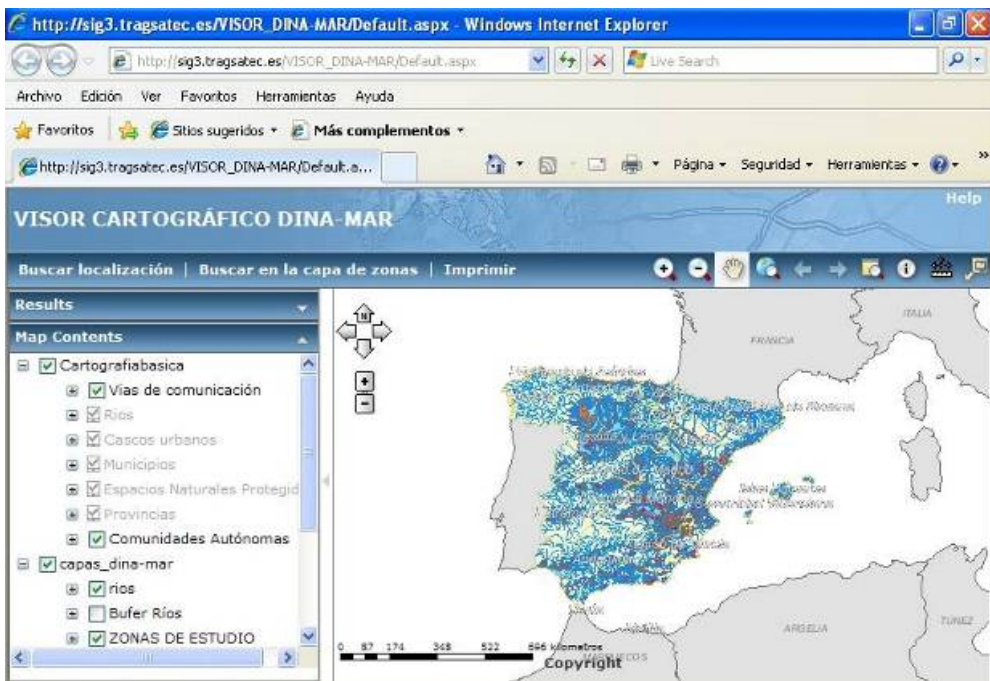 http://sig3.tragsatec.es/VISOR_DINA-MAR/Default.aspx - Windows Internet Explorer
http://sig3.tragsatec.es/VISOR_DINA-MAR/Default.aspx
Live Search
Archivo Edición Ver Favoritos Herramientas Ayuda
Favoritos Sitios sugeridos Más complementos
http://sig3.tragsatec.es/VISOR_DINA-MAR/Default.a...
Página Seguridad Herramientas
Help
VISOR CARTOGRÁFICO DINA-MAR
Buscar localización | Buscar en la capa de zonas | Imprimir
Results
Map Contents
Cartografiabasica
Vias de comunicación
Rios
Cascos urbanos
Municipios
Espacios Naturales Protegid
Provincias
Comunidades Autónomas
capas_dina-mar
rios
Bufer Ríos
ZONAS DE ESTUDIO
N
ITALIA
FRANCIA
Castilla y León
ARGELIA
TUNEZ
MARRUECOS
0 87 174 348 522 696 kilometros
Copyright